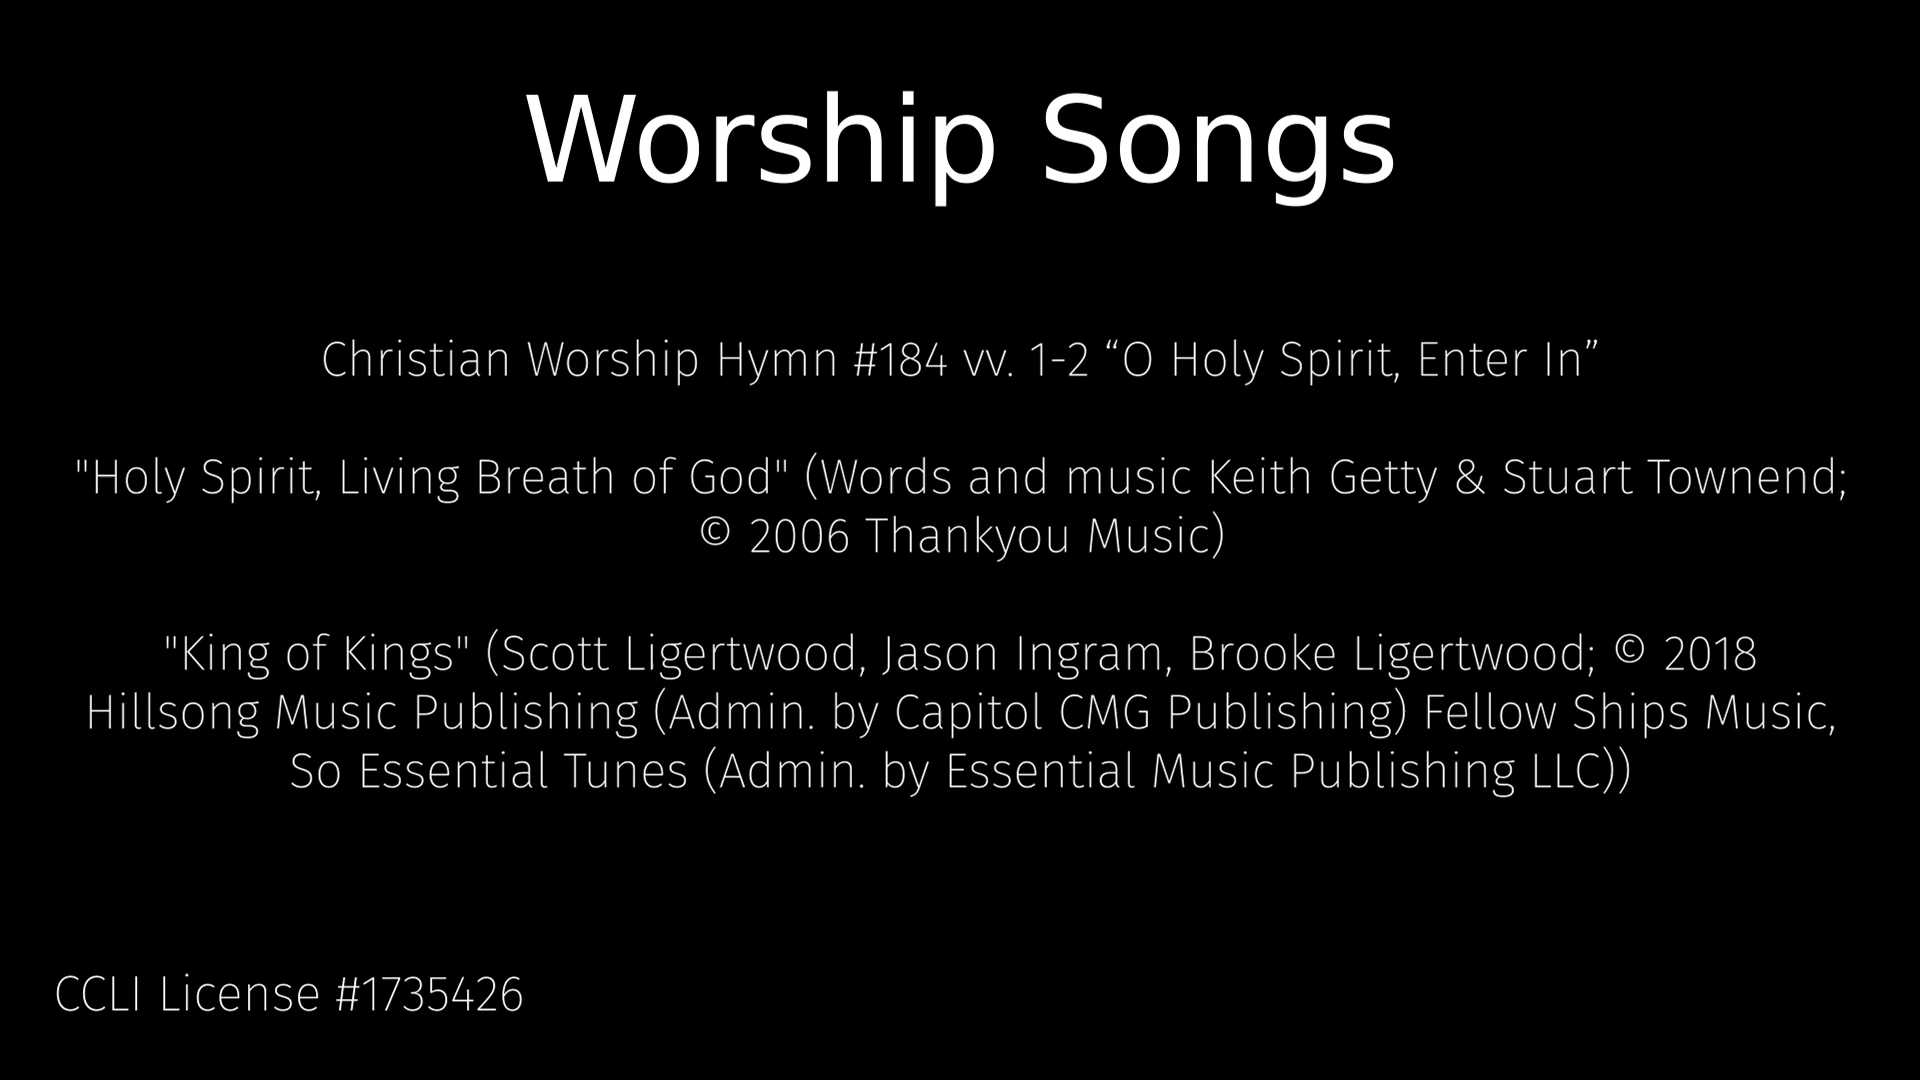 Worship Songs
Christian Worship Hymn #184 vv. 1-2 “O Holy Spirit, Enter In”
"Holy Spirit, Living Breath of God" (Words and music Keith Getty & Stuart Townend;
© 2006 Thankyou Music)
"King of Kings" (Scott Ligertwood, Jason Ingram, Brooke Ligertwood; © 2018
Hillsong Music Publishing (Admin. by Capitol CMG Publishing) Fellow Ships Music,
So Essential Tunes (Admin. by Essential Music Publishing LLC))
CCLI License #1735426